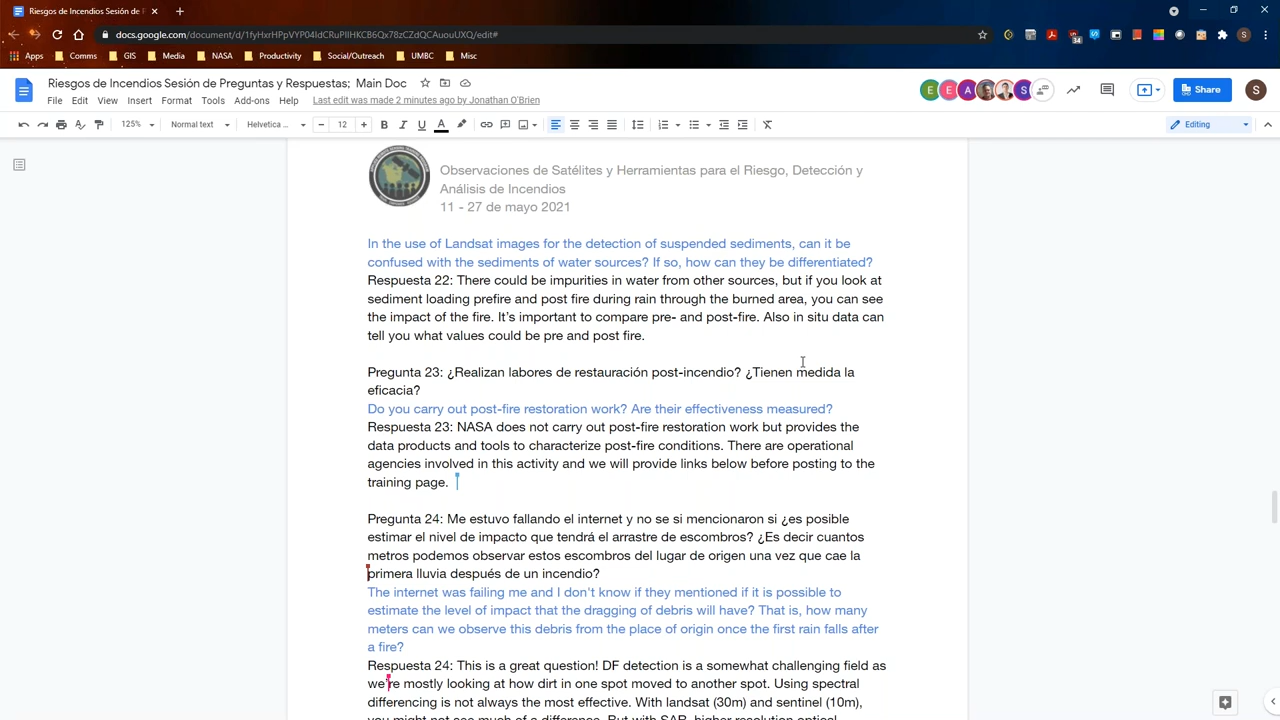 Riesgos de Incendios Sesión de P
docs.google.com/document/d/1fyHxrHPpVYP04IdCRuPIIHKCB6Qx78zCZdQCAuouUXQ/edit#
Apps Comms GIS Media NASA Productivity Social/Outreach UMBC Misc
Riesgos de Incendios Sesión de Preguntas y Respuestas; Main Doc
File Edit View Insert Format Tools Add-ons Help Last edit was made 2 minutes ago by Jonathan O'Brien
Share
S
125% Normal text Helvetica ... 12 Editing
Observaciones de Satélites y Herramientas para el Riesgo, Detección y
Análisis de Incendios
11 - 27 de mayo 2021
In the use of Landsat images for the detection of suspended sediments, can it be
confused with the sediments of water sources? If so, how can they be differentiated?
Respuesta 22: There could be impurities in water from other sources, but if you look at
sediment loading prefire and post fire during rain through the burned area, you can see
the impact of the fire. It's important to compare pre- and post-fire. Also in situ data can
tell you what values could be pre and post fire.
Pregunta 23: ¿Realizan labores de restauración post-incendio? ¿Tienen medida la
eficacia?
Do you carry out post-fire restoration work? Are their effectiveness measured?
Respuesta 23: NASA does not carry out post-fire restoration work but provides the
data products and tools to characterize post-fire conditions. There are operational
agencies involved in this activity and we will provide links below before posting to the
training page.
Pregunta 24: Me estuvo fallando el internet y no se si mencionaron si ¿es posible
estimar el nivel de impacto que tendrá el arrastre de escombros? ¿Es decir cuantos
metros podemos observar estos escombros del lugar de origen una vez que cae la
primera lluvia después de un incendio?
The internet was failing me and I don't know if they mentioned if it is possible to
estimate the level of impact that the dragging of debris will have? That is, how many
meters can we observe this debris from the place of origin once the first rain falls after
a fire?
Respuesta 24: This is a great question! DF detection is a somewhat challenging field as
we're mostly looking at how dirt in one spot moved to another spot. Using spectral
differencing is not always the most effective. With landsat (30m) and sentinel (10m),
you might not see much of a difference. But with SAR, higher resolution optical